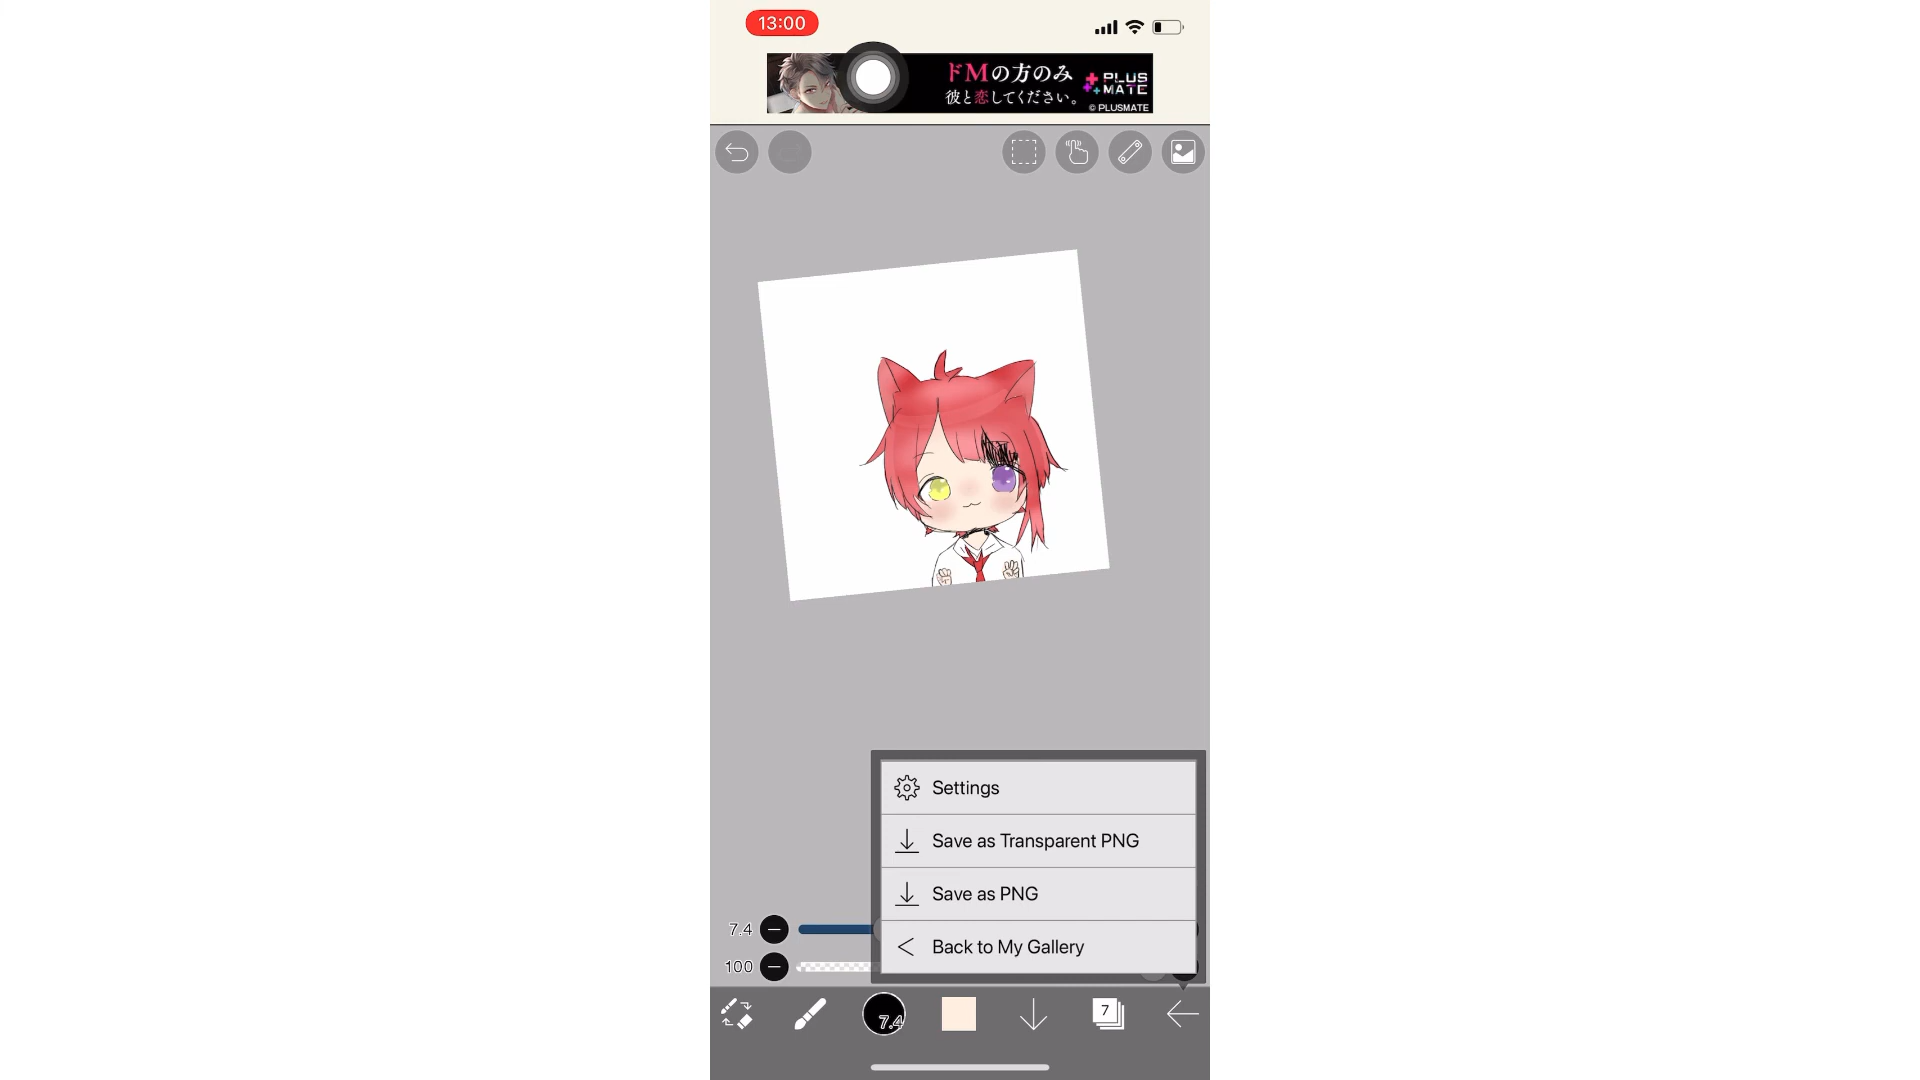 13:00
ドMの方のみ
彼と恋してください。
PLUS
MATE
© PLUSMATE
Settings
Save as Transparent PNG
Save as PNG
7.4
Back to My Gallery
100
7.4
7